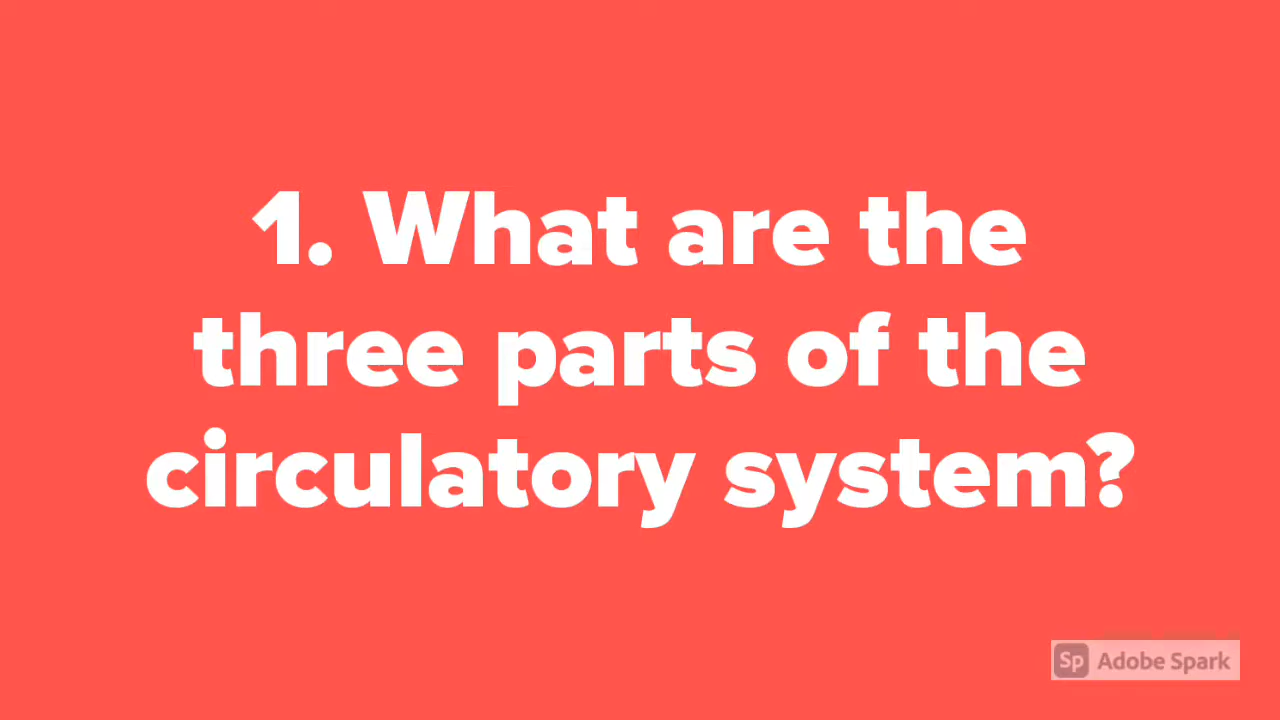 1. What are the
three parts of the
circulatory system?
Sp Adobe Spark